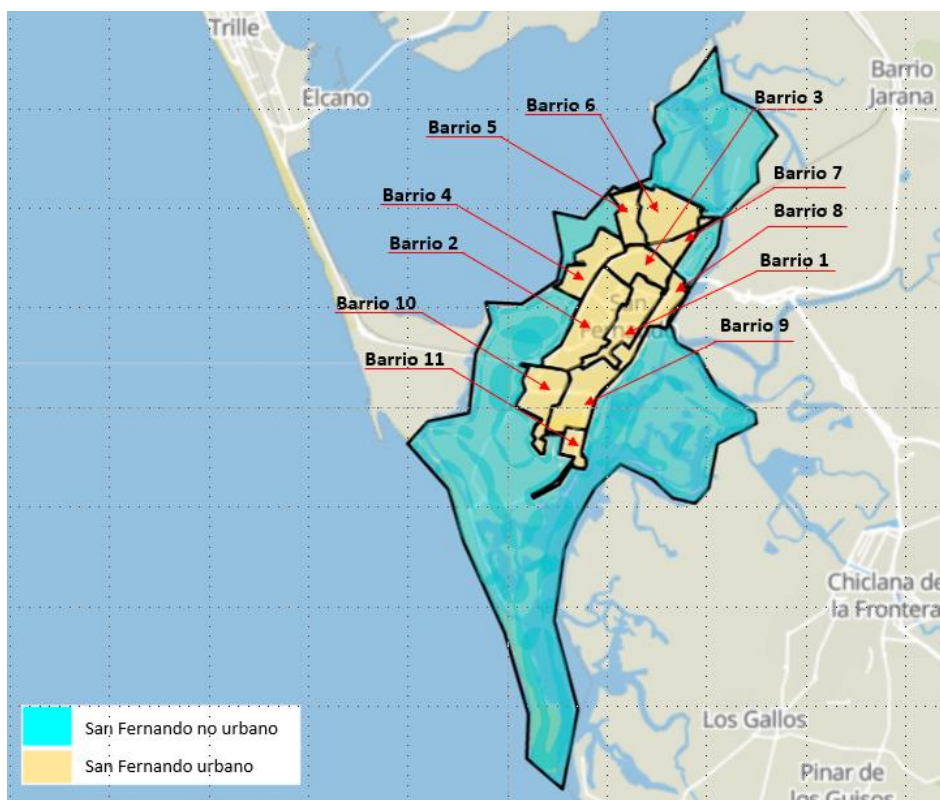 Trille
Elcano
Barrio
Jarana
Barrio 3
Barrio 6
Barrio 5
Barrio 7
Barrio 4
Barrio 8
Barrio 2
Barrio 1
Barrio 10
San
Barrio 9
Barrio 11
Chiclana de
la Frontera
San Fernando no urbano
Los Gallos
San Fernando urbano
Pinar de
los Guisos